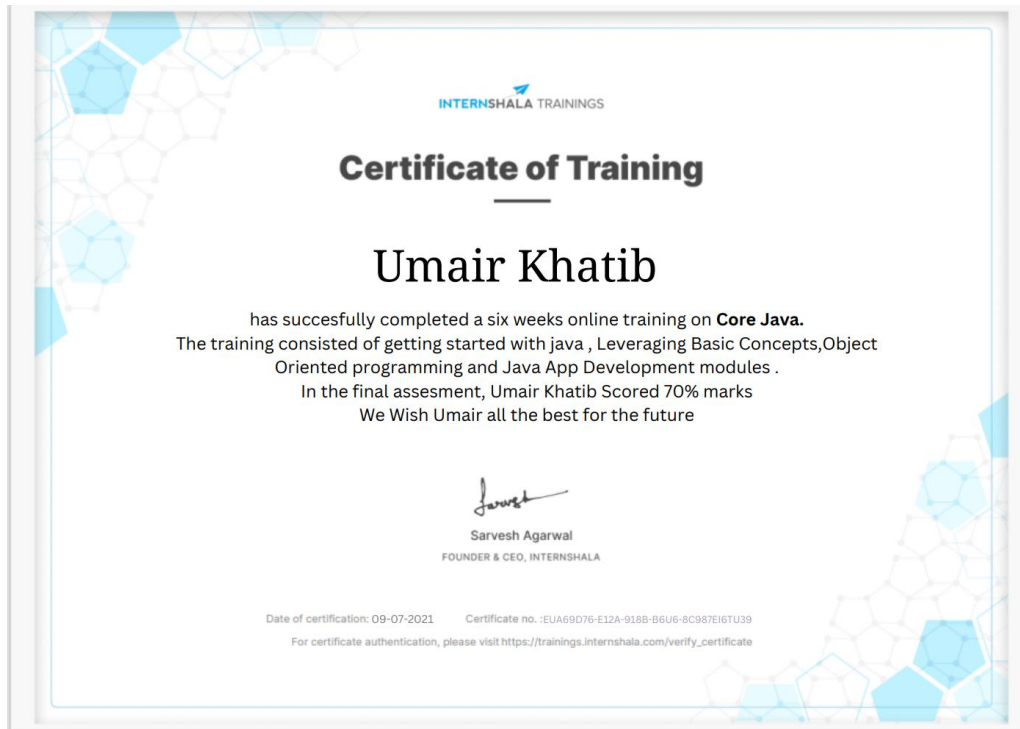 INTERNSHALA TRAININGS
Certificate of Training
Umair Khatib
has succesfully completed a six weeks online training on Core Java.
The training consisted of getting started with java , Leveraging Basic Concepts,Object
Oriented programming and Java App Development modules .
In the final assesment, Umair Khatib Scored 70% marks
We Wish Umair all the best for the future
Sarvesh
Sarvesh Agarwal
FOUNDER & CEO, INTERNSHALA
Date of certification: 09-07-2021 Certificate no. :EUA69D76-E12A-918B-B6U6-8C987EI6TU39
For certificate authentication, please visit https://trainings.internshala.com/verify_certificate